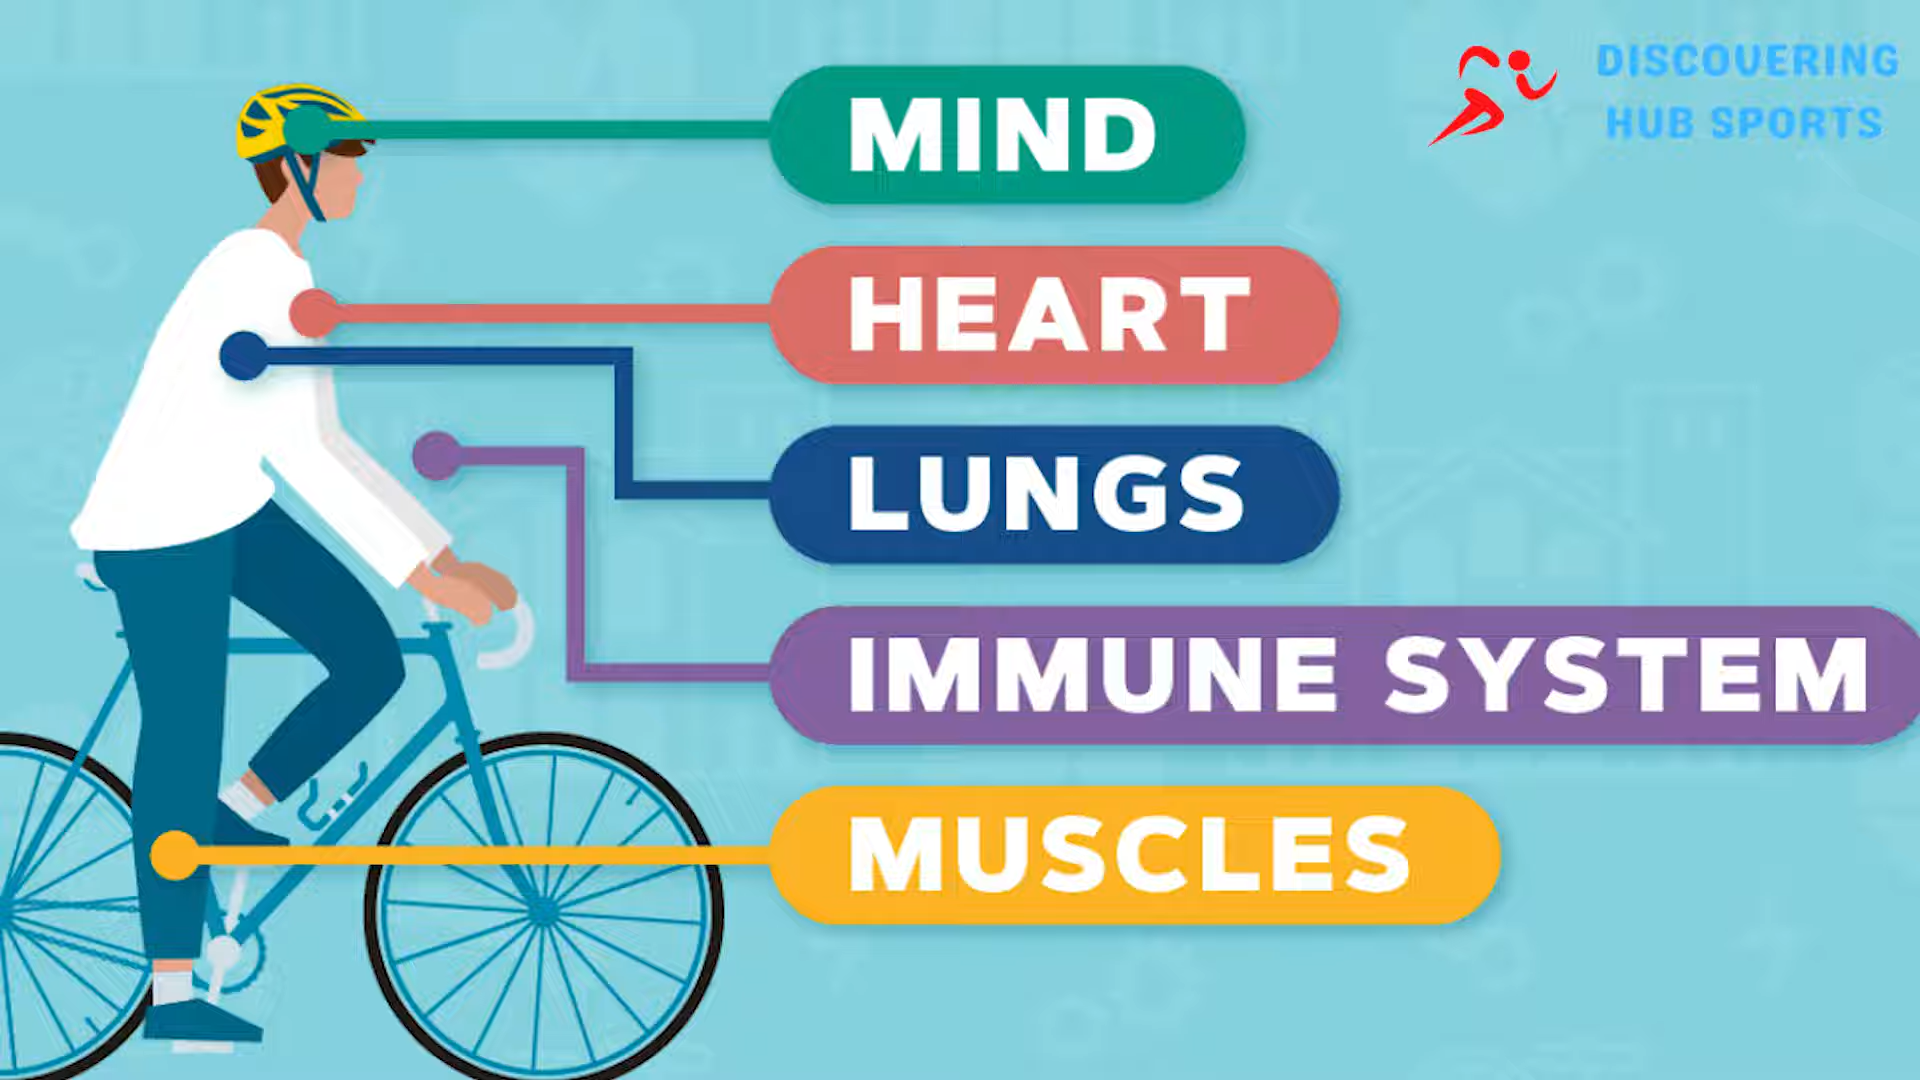 MIND
DISCOVERING
HUB SPORTS
HEART
LUNGS
IMMUNE SYSTEM
MUSCLES